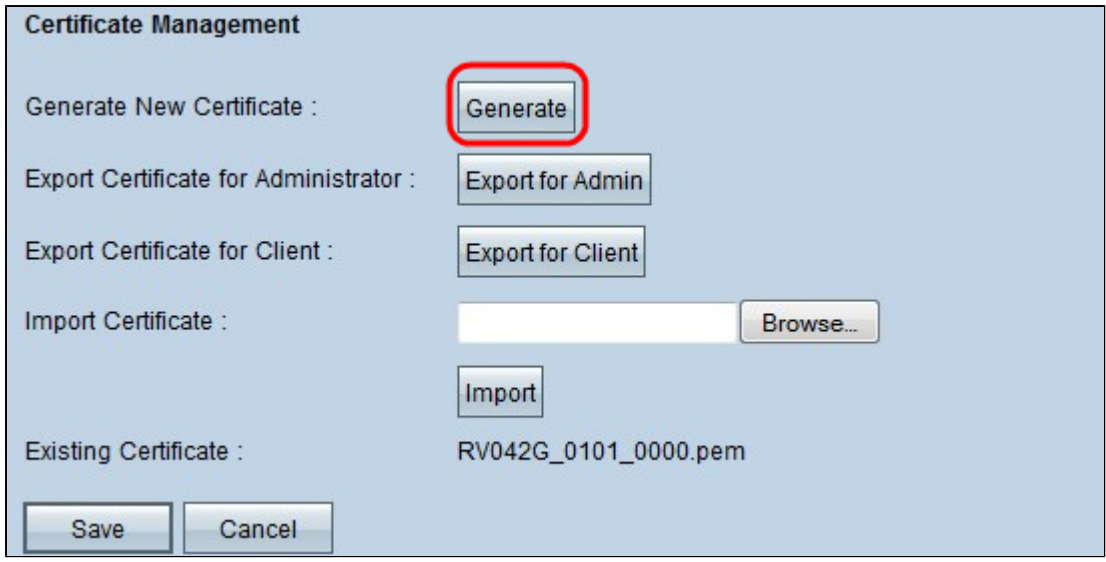 Certificate Management
Generate New Certificate : Generate
Export Certificate for Administrator : Export for Admin
Export Certificate for Client : Export for Client
Import Certificate : Browse...
Import
Existing Certificate : RV042G_0101_0000.pem
Save Cancel